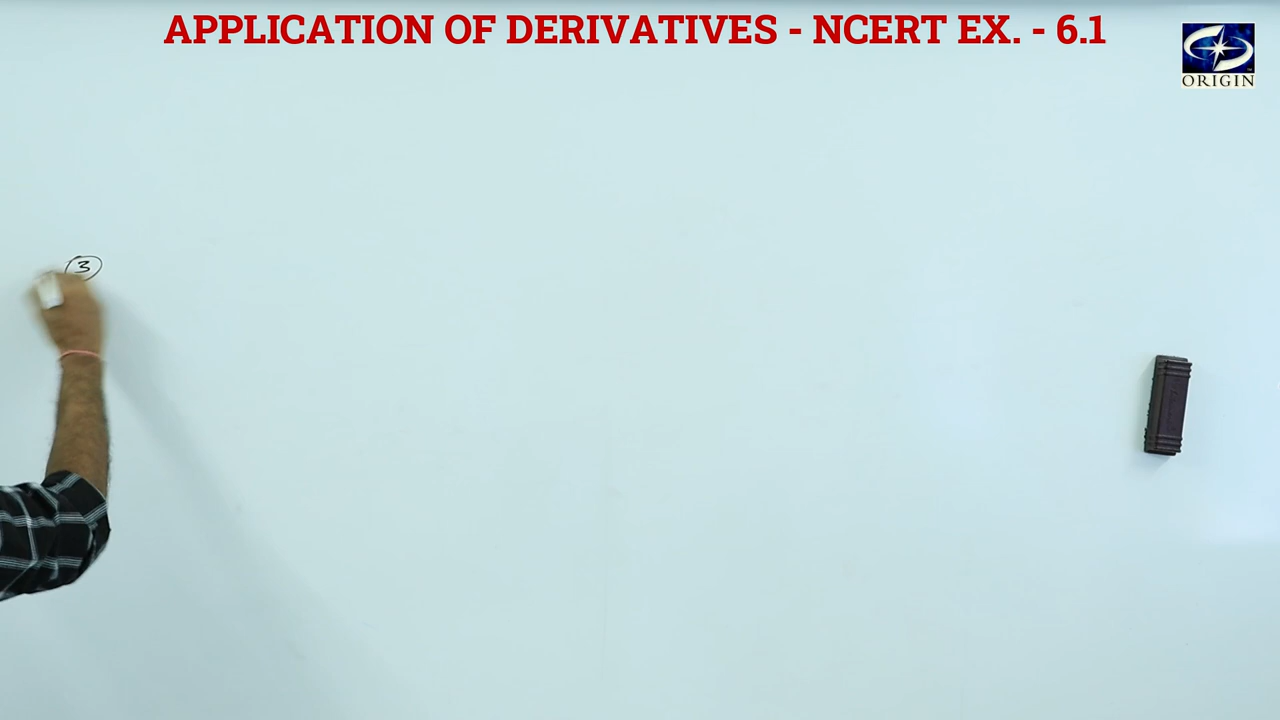 APPLICATION OF DERIVATIVES - NCERT EX. - 6.1
ORIGIN
3